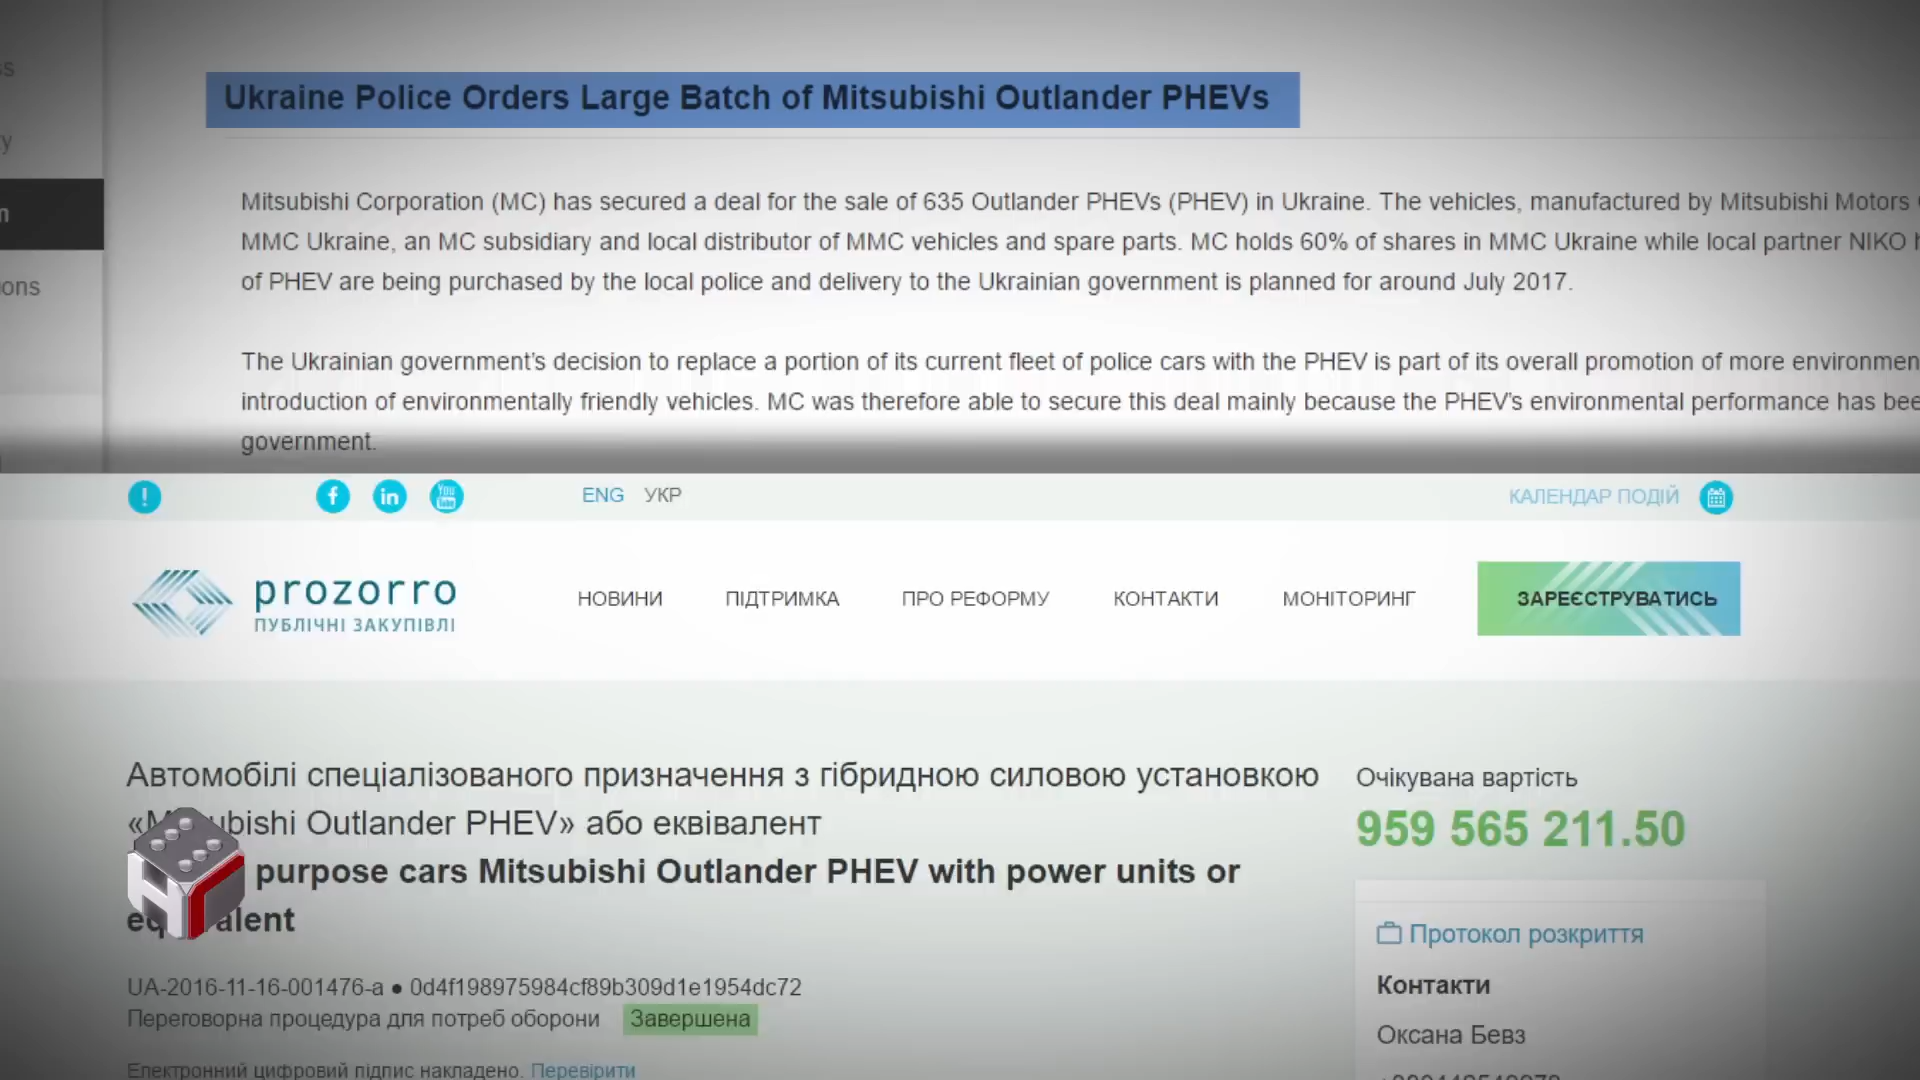 Ukraine Police Orders Large Batch of Mitsubishi Outlander PHEVs
Mitsubishi Corporation (MC) has secured a deal for the sale of 635 Outlander PHEVs (PHEV) in Ukraine. The vehicles, manufactured by Mitsubishi Motors
MMC Ukraine, an MC subsidiary and local distributor of MMC vehicles and spare parts. MC holds 60% of shares in MMC Ukraine while local partner NIKO
of PHEV are being purchased by the local police and delivery to the Ukrainian government is planned for around July 2017.
ons
The Ukrainian government's decision to replace a portion of its current fleet of police cars with the PHEV is part of its overall promotion of more environmen
introduction of environmentally friendly vehicles. MC was therefore able to secure this deal mainly because the PHEV's environmental performance has bee
government.
ENG УКР
КАЛЕНДАР ПОДІЙ
prozorro
ПУБЛІЧНІ ЗАКУПІВЛІ
НОВИНИ ПІДТРИМКА ПРО РЕФОРМУ КОНТАКТИ МОНІТОРИНГ ЗАРЕЄСТРУВАТИСЬ
Автомобілі спеціалізованого призначення з гібридною силовою установкою
«M ubishi Outlander PHEV» або еквівалент
purpose cars Mitsubishi Outlander PHEV with power units or
eq alent
UA-2016-11-16-001476-a ● 0d4f198975984cf89b309d1e1954dc72
Переговорна процедура для потреб оборони Завершена
Електронний цифровий підпис накладено. Перевірити
Очікувана вартість
959 565 211.50
Протокол розкриття
Контакти
Оксана Бевз